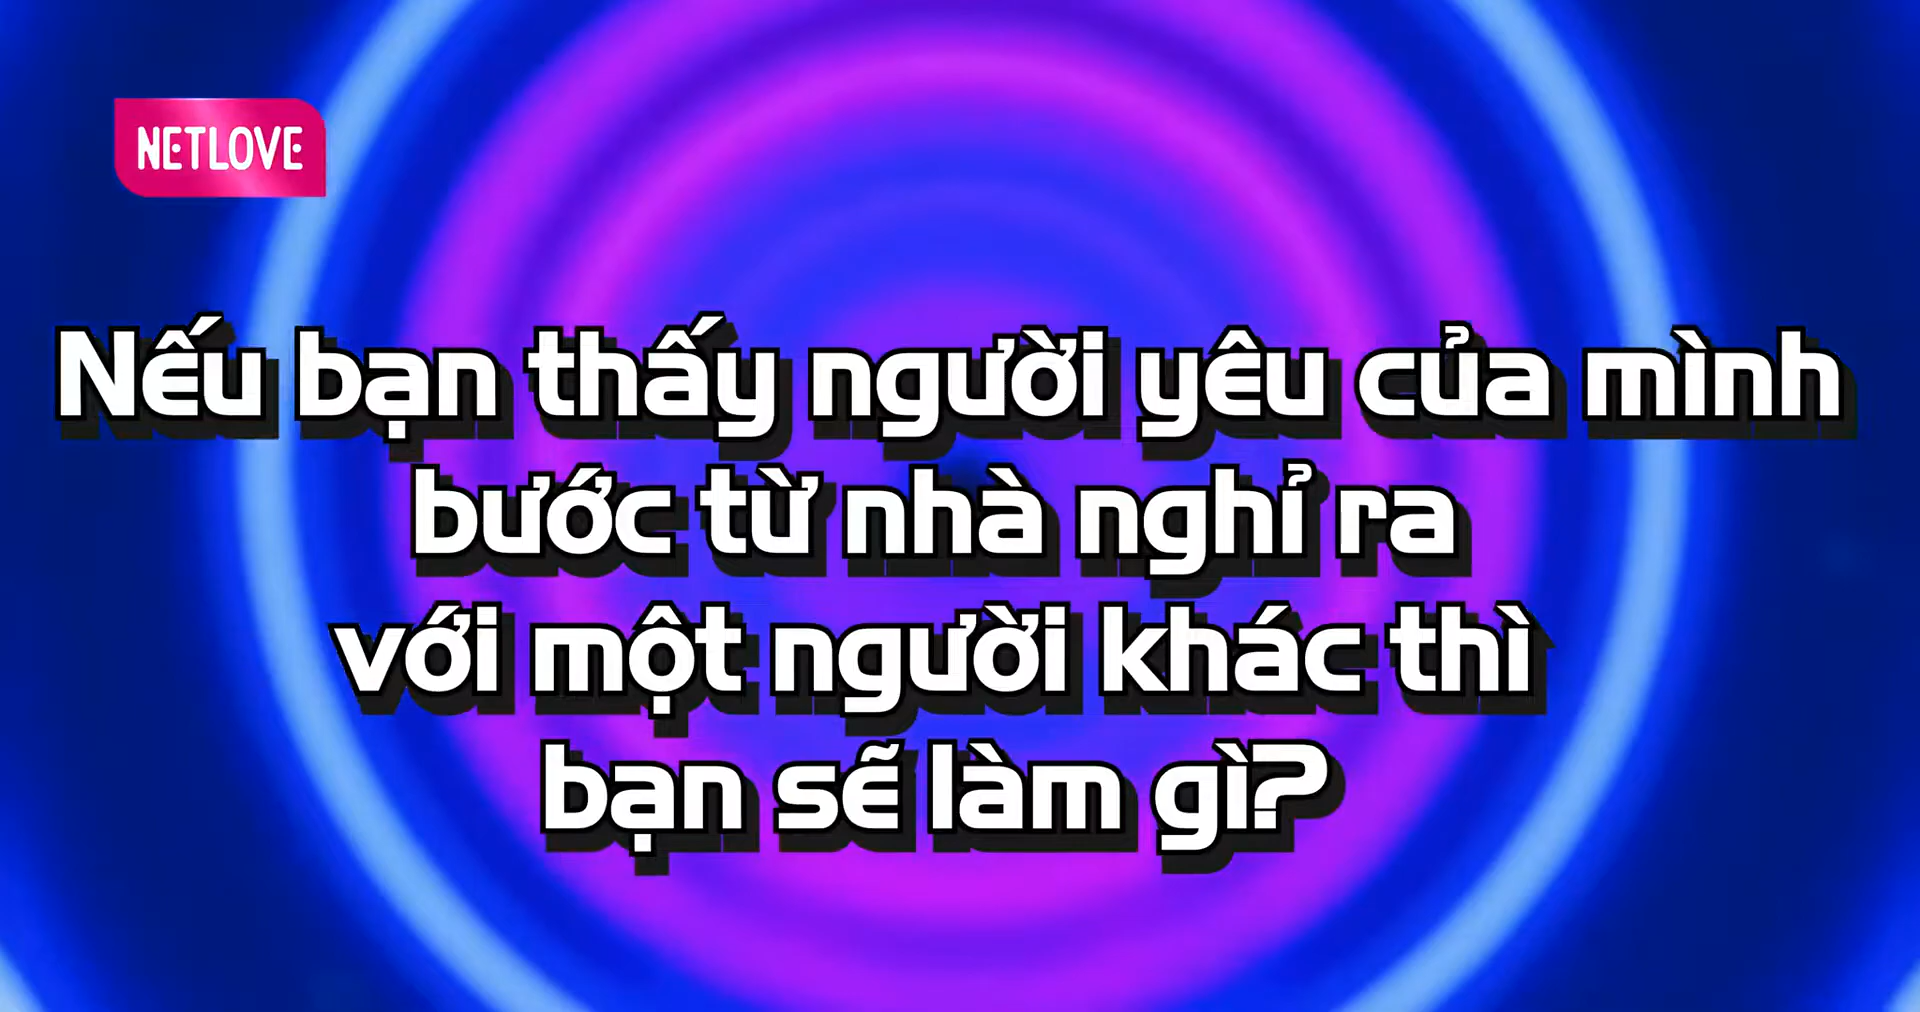 NETLOVE
Nếu bạn thấy người yêu của mình
bước từ nhà nghỉ ra
với một người khác thì
bạn sẽ làm gì?